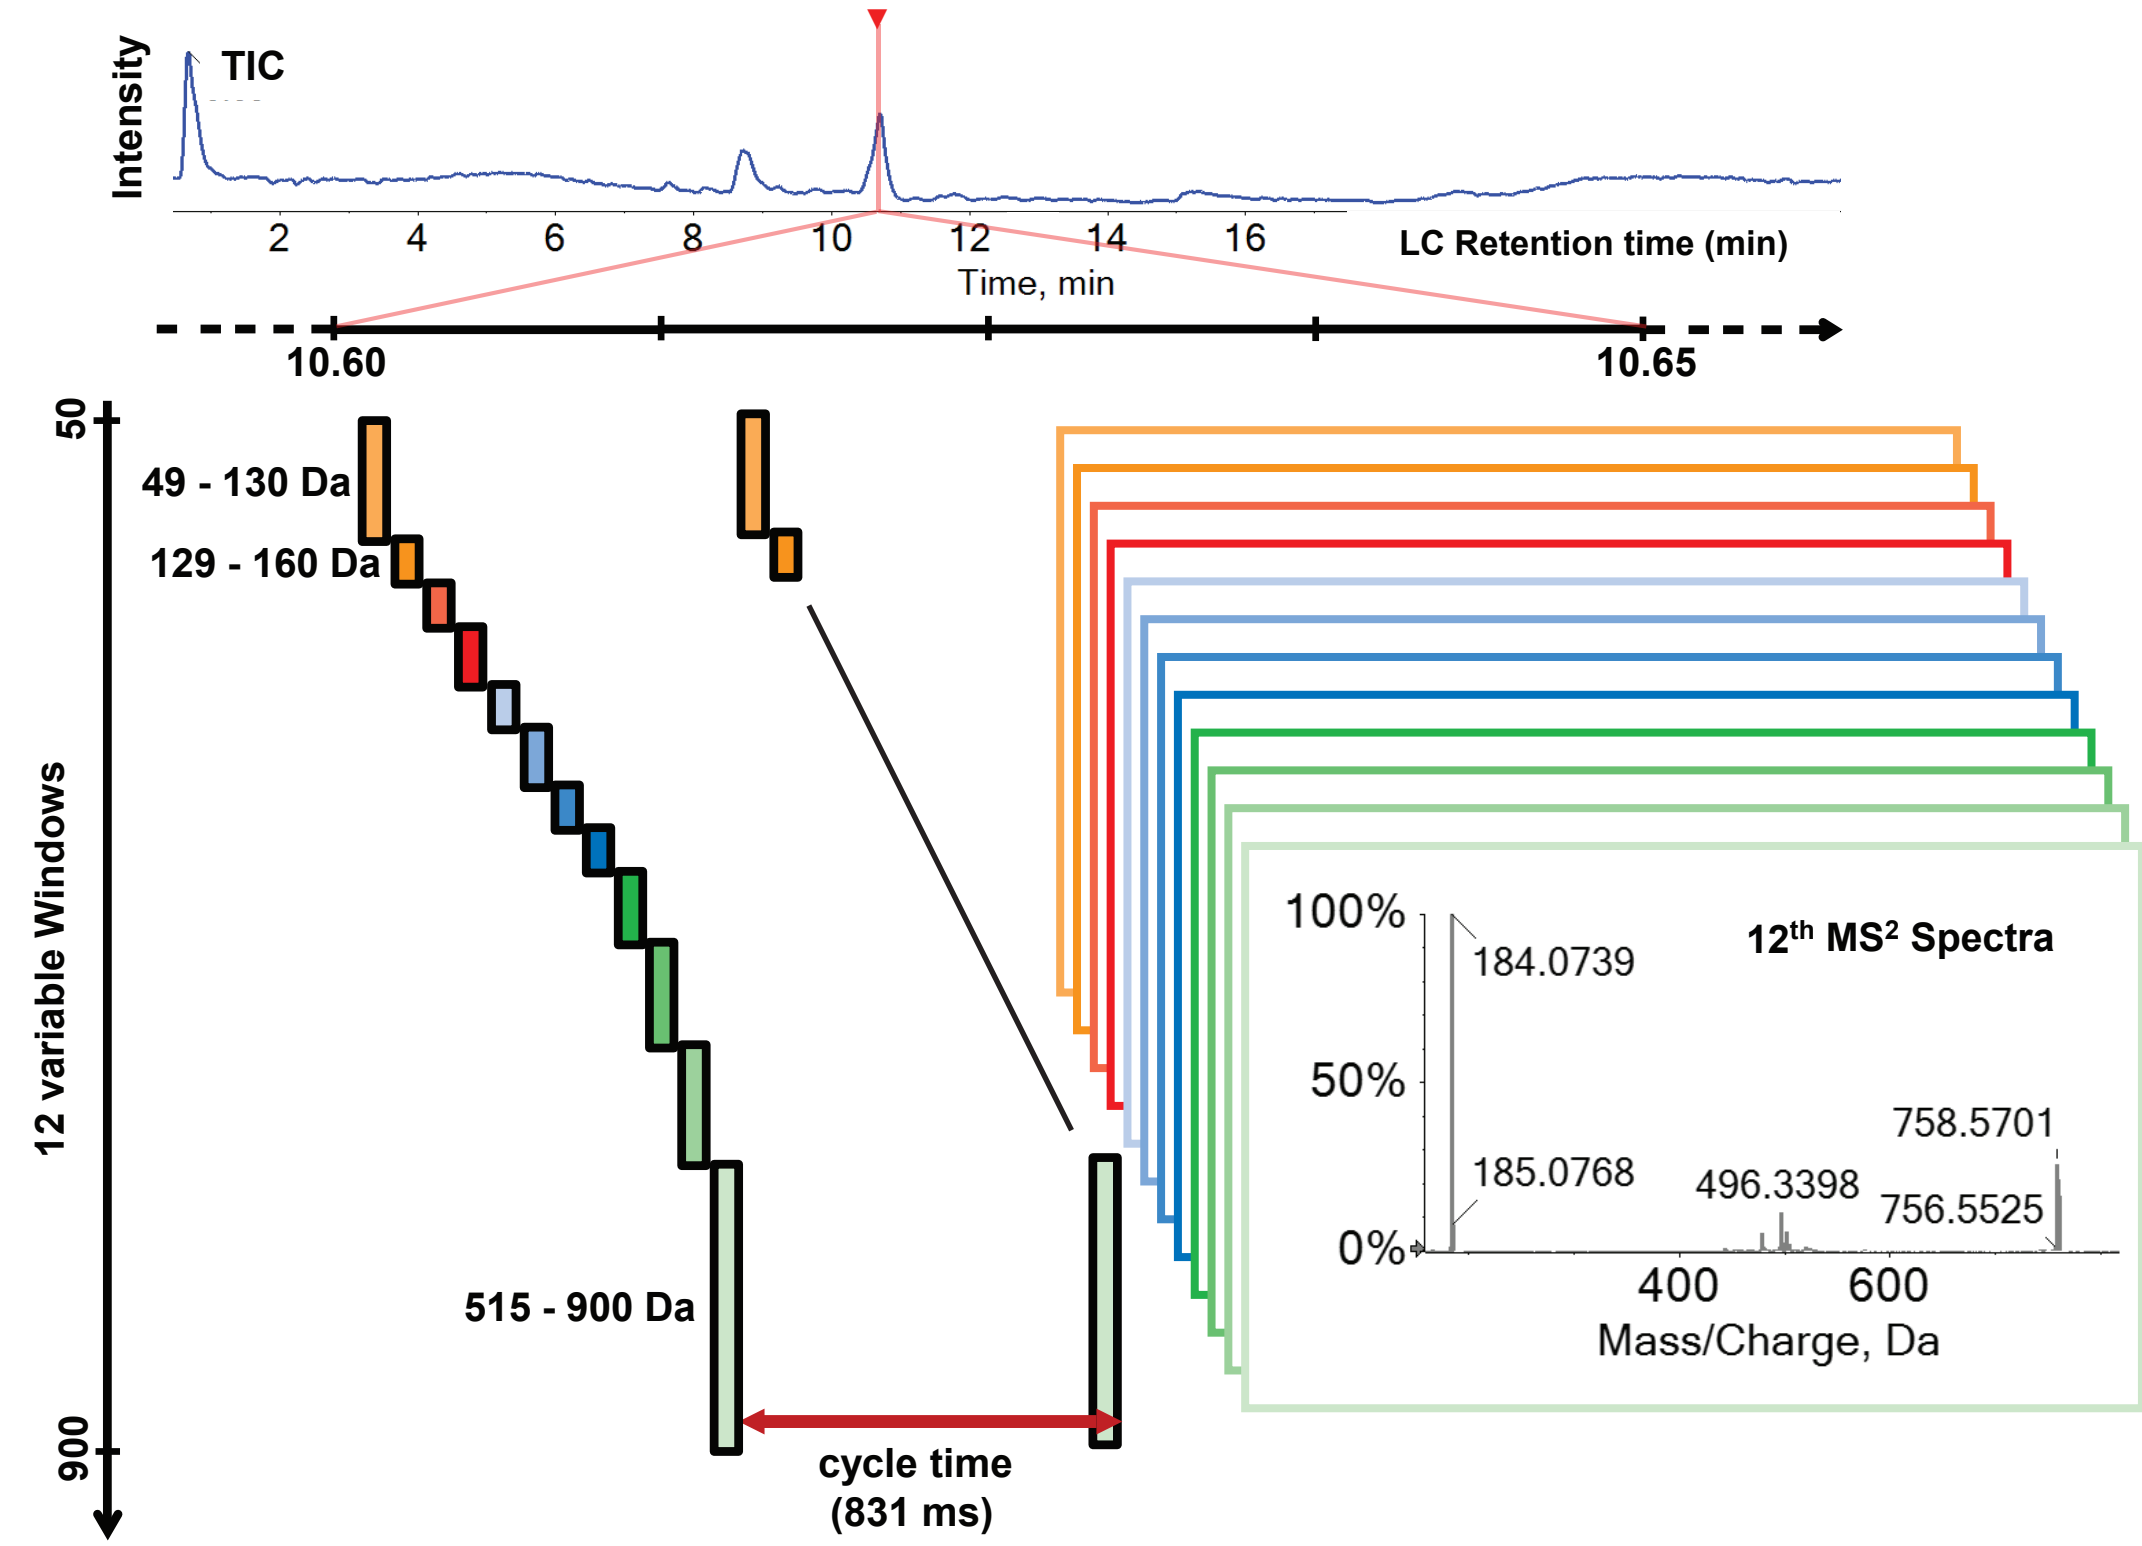 Intensity
TIC
2 4 6 8 10 12 14 16
LC Retention time (min)
Time, min
10.60 10.65
50
49 - 130 Da
129 - 160 Da
12 variable Windows
515 - 900 Da
900
cycle time
(831 ms)
12th MS2 Spectra
100%
184.0739
50%
758.5701
185.0768
496.3398
756.5525
0%
400 600
Mass/Charge, Da